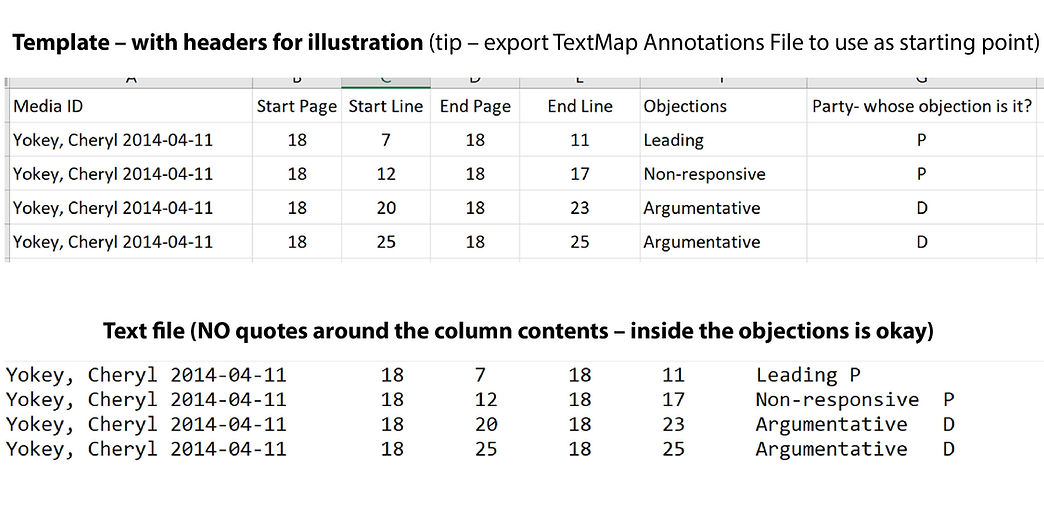 Template – with headers for illustration (tip – export TextMap Annotations File to use as starting point)
A B C D E F G
Media ID Start Page Start Line End Page End Line Objections Party- whose objection is it?
Yokey, Cheryl 2014-04-11 18 7 18 11 Leading P
Yokey, Cheryl 2014-04-11 18 12 18 17 Non-responsive P
Yokey, Cheryl 2014-04-11 18 20 18 23 Argumentative D
Yokey, Cheryl 2014-04-11 18 25 18 25 Argumentative D
Text file (NO quotes around the column contents – inside the objections is okay)
Yokey, Cheryl 2014-04-11 18 7 18 11 Leading P
Yokey, Cheryl 2014-04-11 18 12 18 17 Non-responsive P
Yokey, Cheryl 2014-04-11 18 20 18 23 Argumentative D
Yokey, Cheryl 2014-04-11 18 25 18 25 Argumentative D